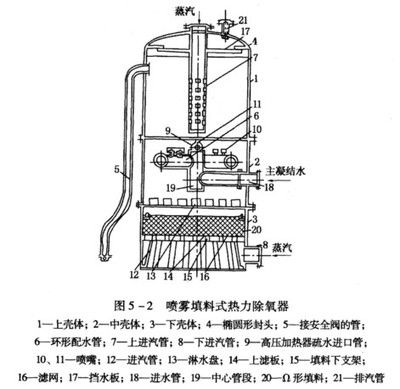 蒸汽
21
17
4
7
1
11
9
6
10
2
主凝结水
5
19
18
3
20
8
蒸汽
12
13
14
15
16
图 5-2 喷雾填料式热力除氧器
1—上壳体；2—中壳体；3—下壳体；4—椭圆形封头；5—接安全阀的管；
6—环形配水管；7—上进汽管；8—下进汽管；9—高压加热器疏水进口管；
10、11—喷嘴；12—进汽管；13—淋水盘；14—上滤板；15—填料下支架；
16—滤网；17—挡水板；18—进水管；19—中心管段；20—Ω形填料；21—排汽管